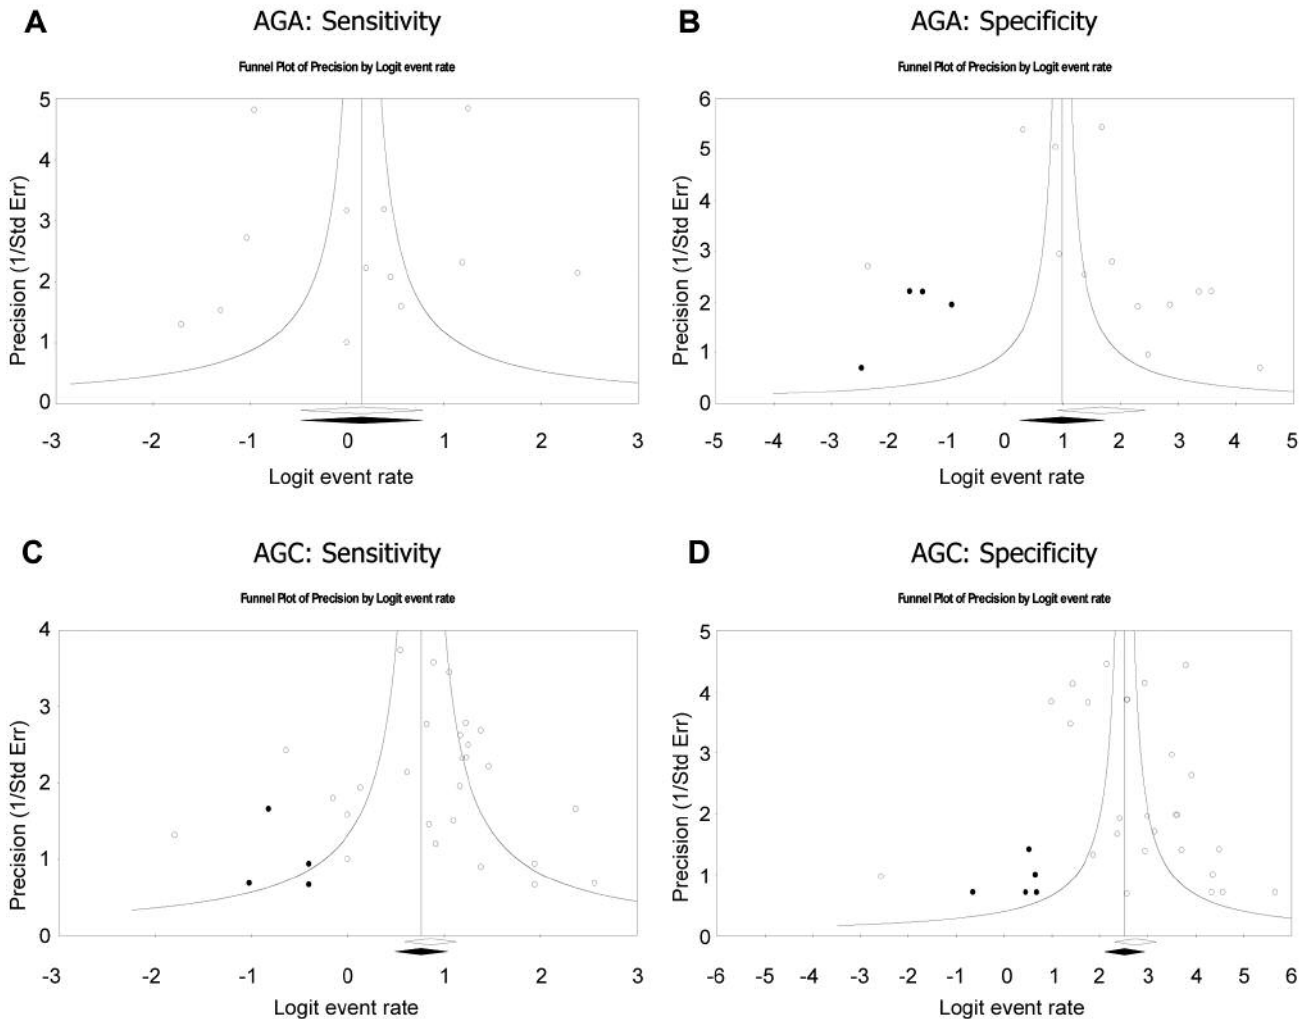 A
AGA: Sensitivity
Funnel Plot of Precision by Logit event rate
Precision (1/Std Err)
5
4
3
2
1
0
-3 -2 -1 0 1 2 3
Logit event rate
B
AGA: Specificity
Funnel Plot of Precision by Logit event rate
Precision (1/Std Err)
6
5
4
3
2
1
0
-5 -4 -3 -2 -1 0 1 2 3 4 5
Logit event rate
C
AGC: Sensitivity
Funnel Plot of Precision by Logit event rate
Precision (1/Std Err)
4
3
2
1
0
-3 -2 -1 0 1 2 3
Logit event rate
D
AGC: Specificity
Funnel Plot of Precision by Logit event rate
Precision (1/Std Err)
5
4
3
2
1
0
-6 -5 -4 -3 -2 -1 0 1 2 3 4 5 6
Logit event rate